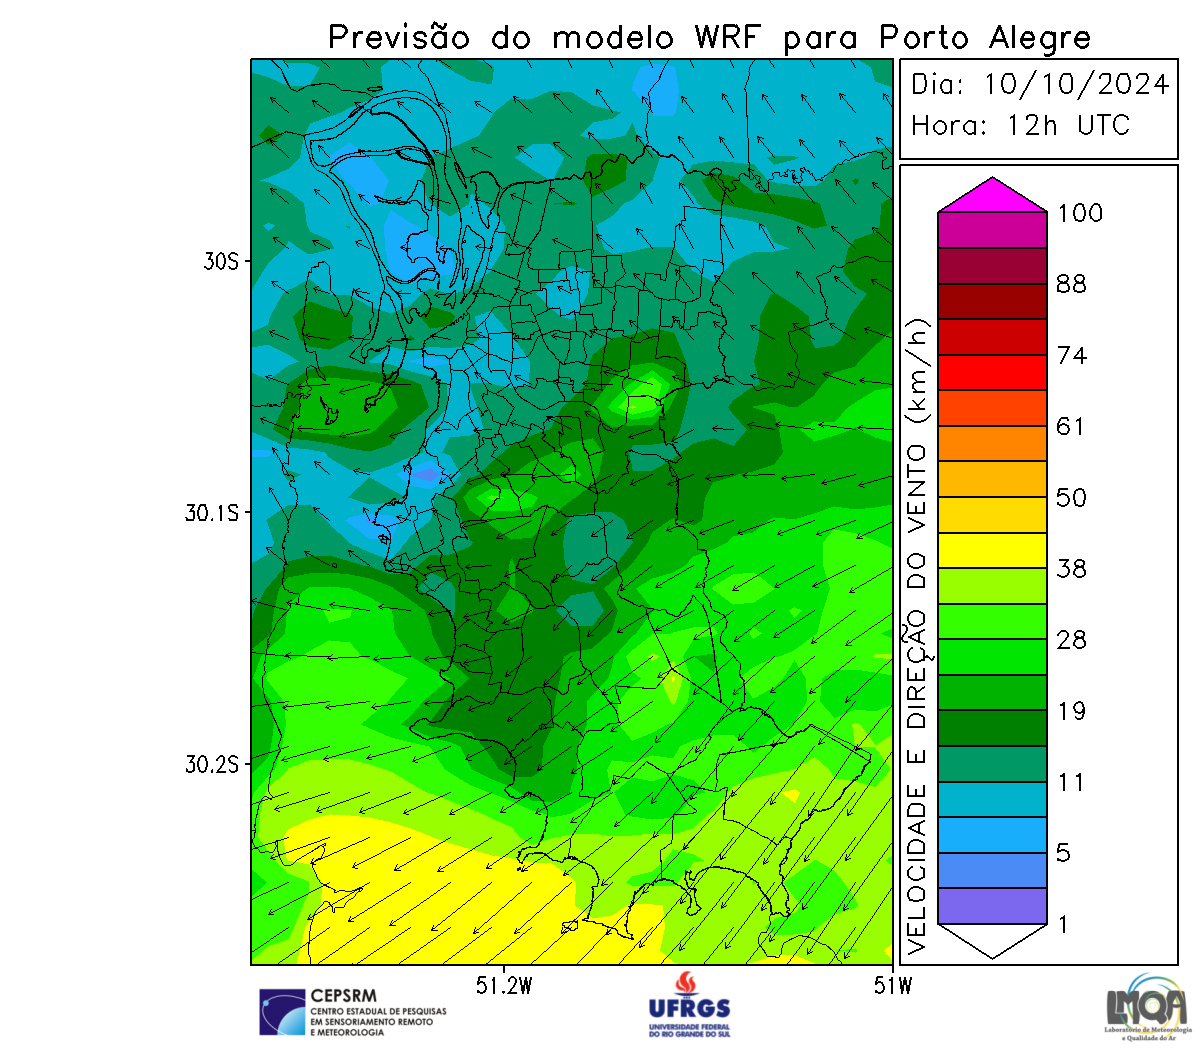 Previsão do modelo WRF para Porto Alegre
Dia: 10/10/2024
Hora: 12h UTC
30S
30.1S
30.2S
51.2W
51W
VELOCIDADE E DIREÇÃO DO VENTO (km/h)
100
88
74
61
50
38
28
19
11
5
1
CEPSRM
CENTRO ESTADUAL DE PESQUISAS
EM SENSORIAMENTO REMOTO
E METEOROLOGIA
UFRGS
UNIVERSIDADE FEDERAL
DO RIO GRANDE DO SUL
LMQA
Laboratório de Meteorologia
e Qualidade do Ar